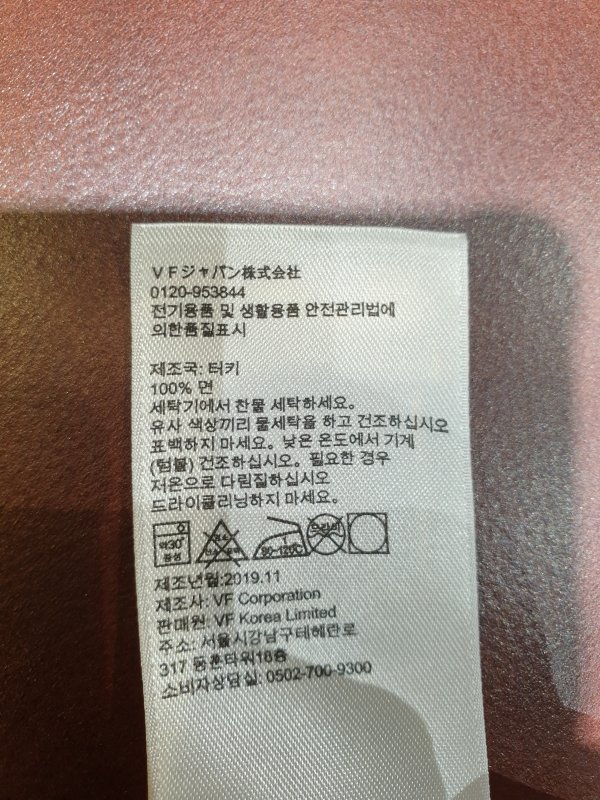 VFジャパン株式会社
0120-953844
전기용품 및 생활용품 안전관리법에
의한품질표시
제조국: 터키
100% 면
세탁기에서 찬물 세탁하세요.
유사 색상끼리 물세탁을 하고 건조하십시오
표백하지 마세요. 낮은 온도에서 기계
(텀블) 건조하십시오. 필요한 경우
저온으로 다림질하십시오
드라이클리닝하지 마세요.
약30° 80~120℃ 드라이
중성
제조년월:2019.11
제조사: VF Corporation
판매원: VF Korea Limited
주소: 서울시강남구테헤란로
317 동훈타워18층
소비자상담실: 0502-700-9300